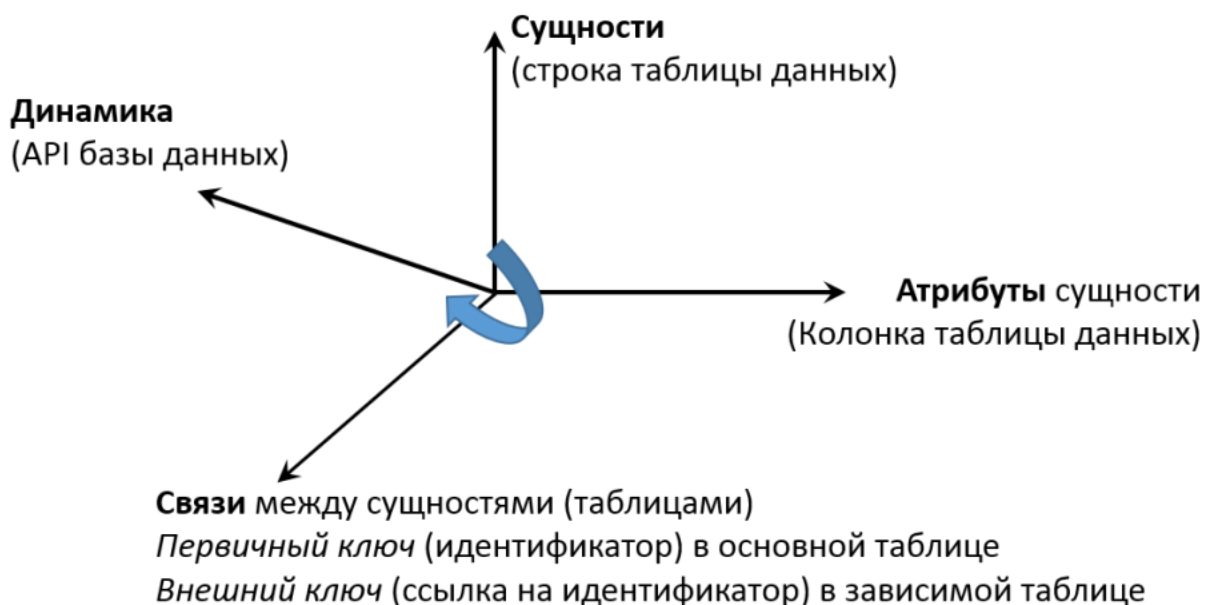 Сущности
(строка таблицы данных)
Динамика
(API базы данных)
Атрибуты сущности
(Колонка таблицы данных)
Связи между сущностями (таблицами)
Первичный ключ (идентификатор) в основной таблице
Внешний ключ (ссылка на идентификатор) в зависимой таблице